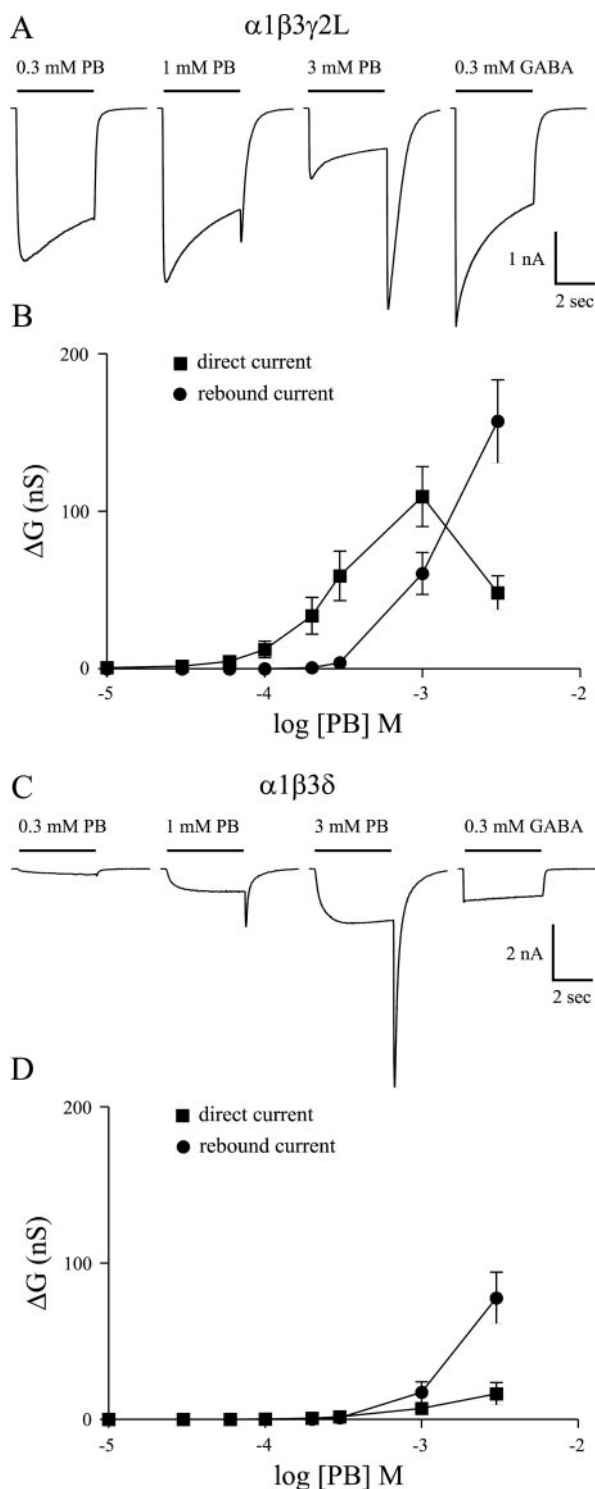 A
α1β3γ2L
0.3 mM PB 1 mM PB 3 mM PB 0.3 mM GABA
1 nA
2 sec
B
200
direct current
rebound current
ΔG (nS)
100
0
-5 -4 -3 -2
log [PB] M
C
α1β3δ
0.3 mM PB 1 mM PB 3 mM PB 0.3 mM GABA
2 nA
2 sec
D
200
direct current
rebound current
ΔG (nS)
100
0
-5 -4 -3 -2
log [PB] M